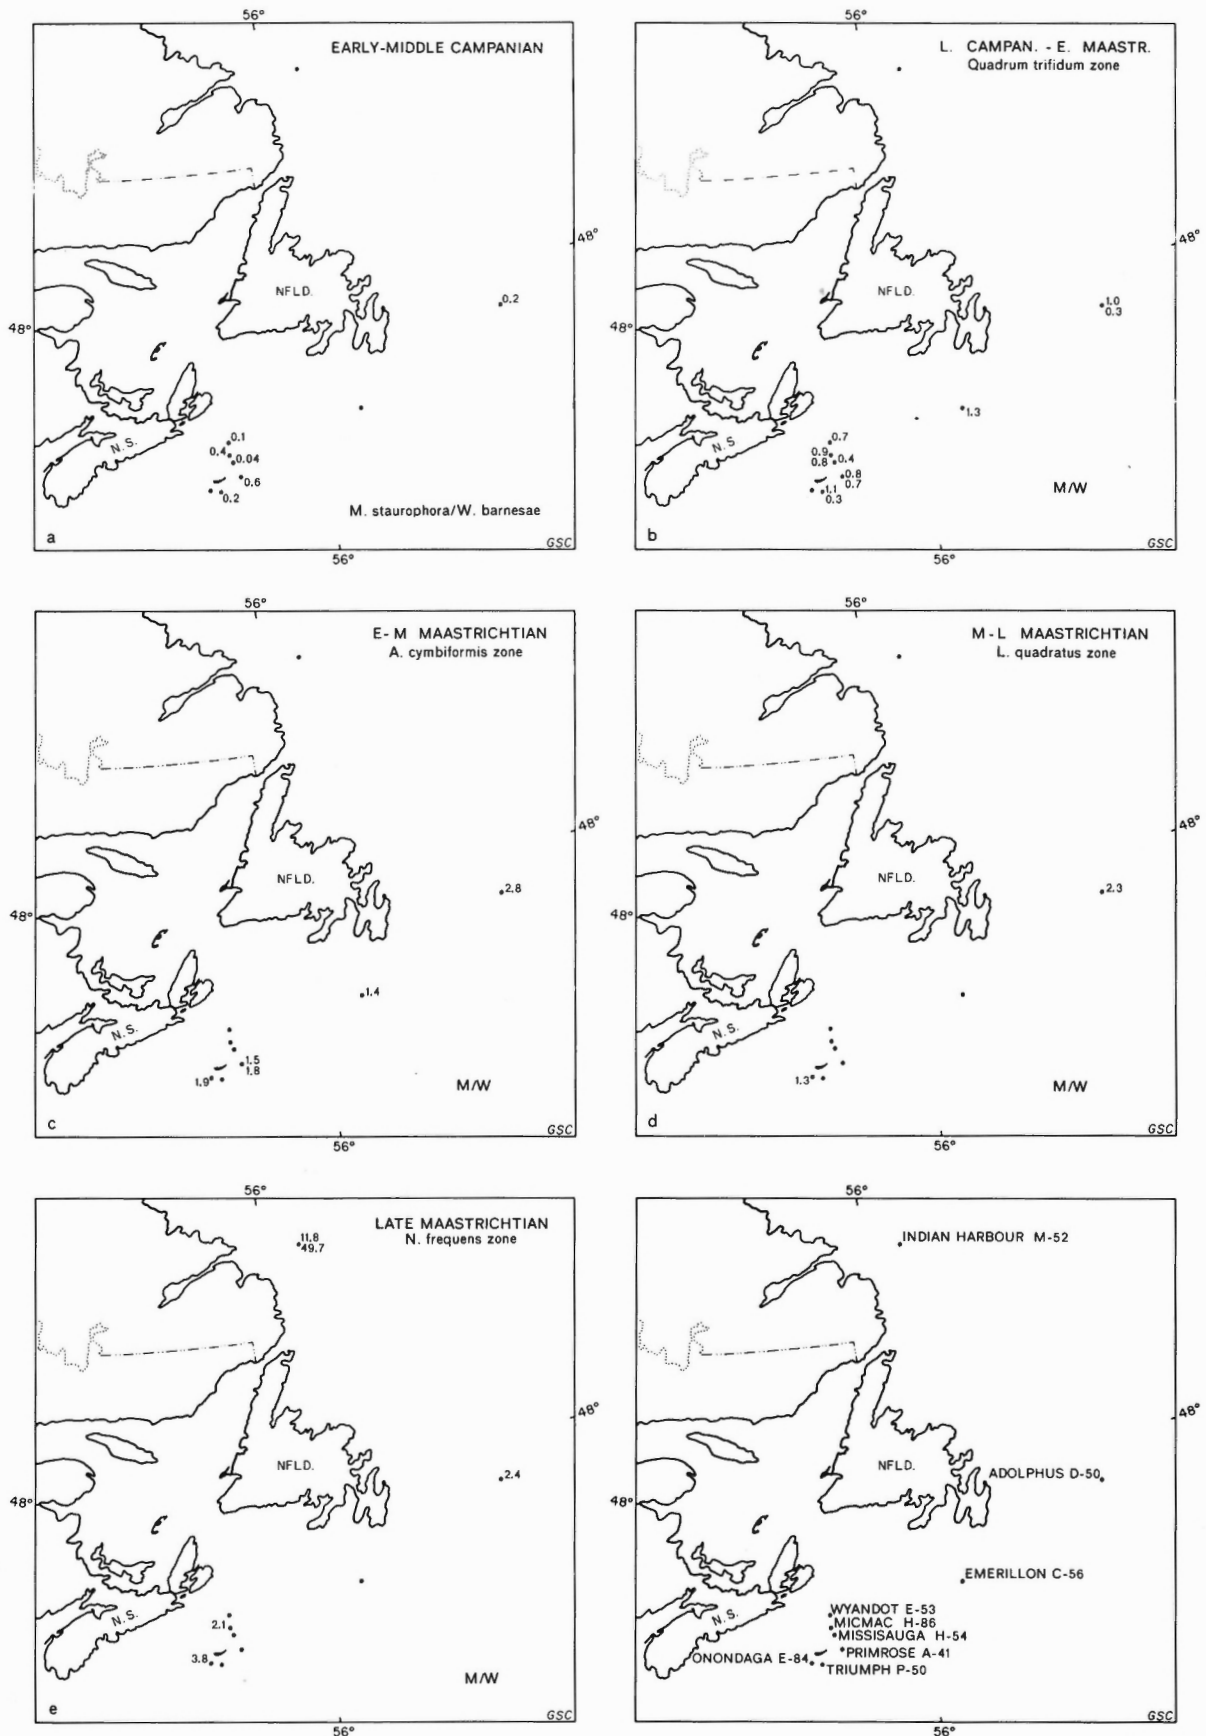 56°
EARLY-MIDDLE CAMPANIAN
48°
NFLD.
0.2
48°
N.S.
0.1
0.4
0.04
0.6
0.2
M. staurophora/W. barnesae
a
GSC
56°
56°
L. CAMPAN. - E. MAASTR.
Quadrum trifidum zone
48°
NFLD.
1.0
0.3
1.3
N.S
0.7
0.9
0.8
0.4
0.8
0.7
1.1
0.3
M/W
b
GSC
56°
56°
E-M MAASTRICHTIAN
A. cymbiformis zone
48°
NFLD.
2.8
48°
1.4
N.S.
1.5
1.8
1.9
M/W
c
GSC
56°
56°
M-L MAASTRICHTIAN
L. quadratus zone
48°
NFLD.
2.3
N.S.
1.3
M/W
d
GSC
56°
56°
LATE MAASTRICHTIAN
N. frequens zone
11.8
49.7
48°
NFLD.
2.4
48°
N.S.
2.1
3.8
M/W
e
GSC
56°
56°
INDIAN HARBOUR M-52
48°
NFLD.
ADOLPHUS D-50
EMERILLON C-56
N.S.
WYANDOT E-53
MICMAC H-86
MISSISAUGA H-54
PRIMROSE A-41
ONONDAGA E-84
TRIUMPH P-50
GSC
56°